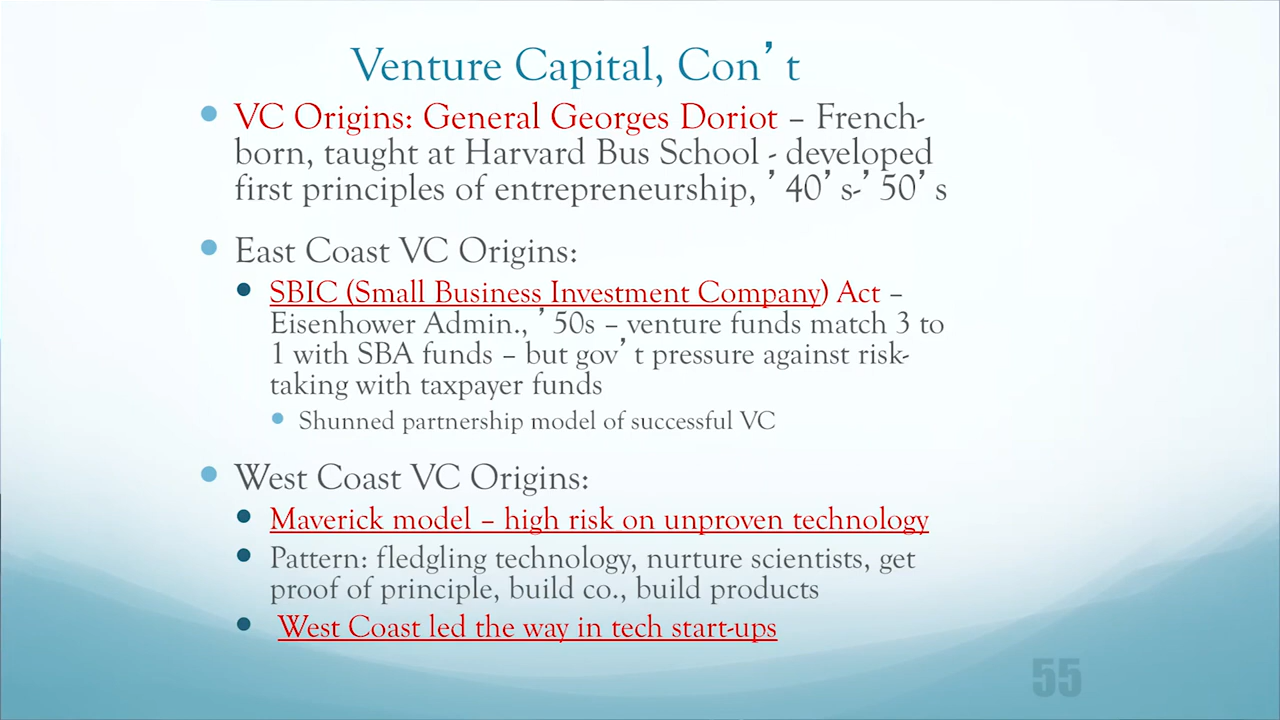 Venture Capital, Con’t
VC Origins: General Georges Doriot – French-
born, taught at Harvard Bus School - developed
first principles of entrepreneurship, ’40’s-’50’s
East Coast VC Origins:
SBIC (Small Business Investment Company) Act –
Eisenhower Admin., ’50s – venture funds match 3 to
1 with SBA funds – but gov’t pressure against risk-
taking with taxpayer funds
Shunned partnership model of successful VC
West Coast VC Origins:
Maverick model – high risk on unproven technology
Pattern: fledgling technology, nurture scientists, get
proof of principle, build co., build products
West Coast led the way in tech start-ups
55